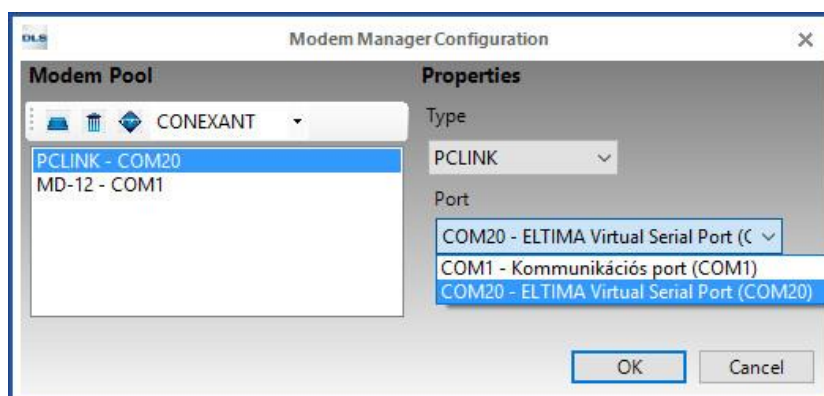 DLS
Modem Manager Configuration
Modem Pool
Properties
CONEXANT
Type
PCLINK - COM20
MD-12 - COM1
PCLINK
Port
COM20 - ELTIMA Virtual Serial Port ((
COM1 - Kommunikációs port (COM1)
COM20 - ELTIMA Virtual Serial Port (COM20)
OK
Cancel